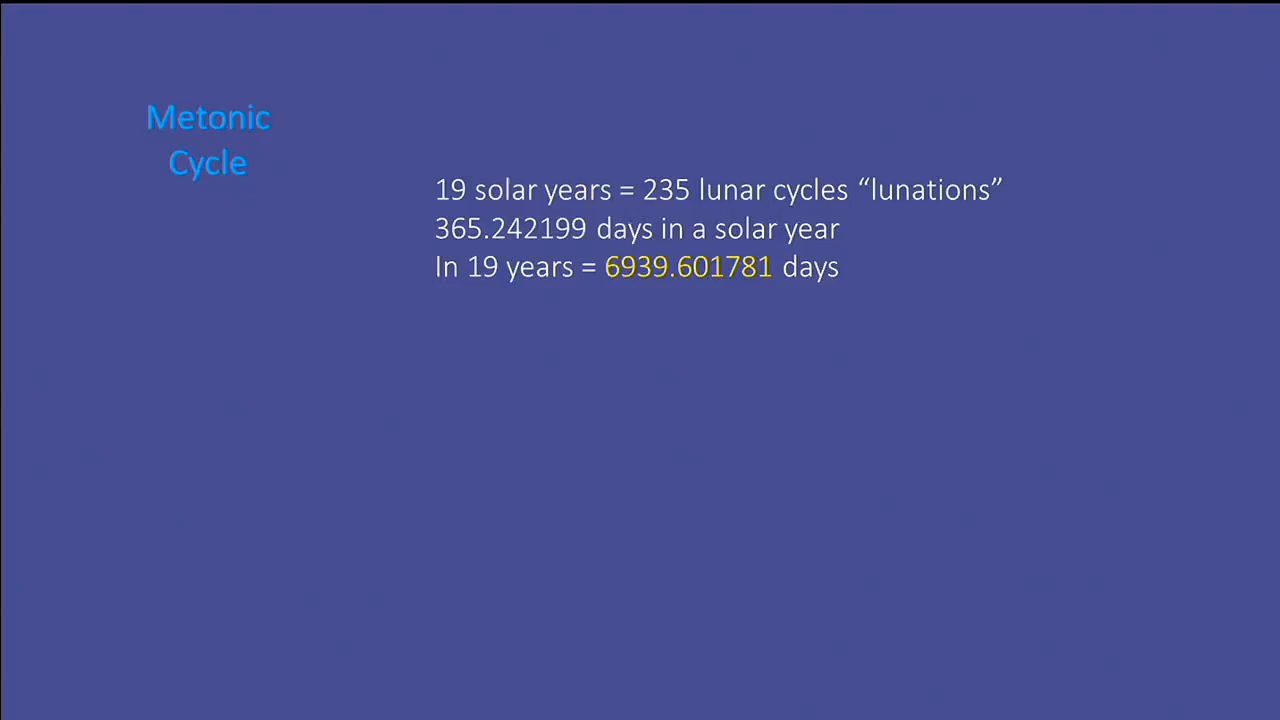 Metonic
Cycle
19 solar years = 235 lunar cycles “lunations”
365.242199 days in a solar year
In 19 years = 6939.601781 days